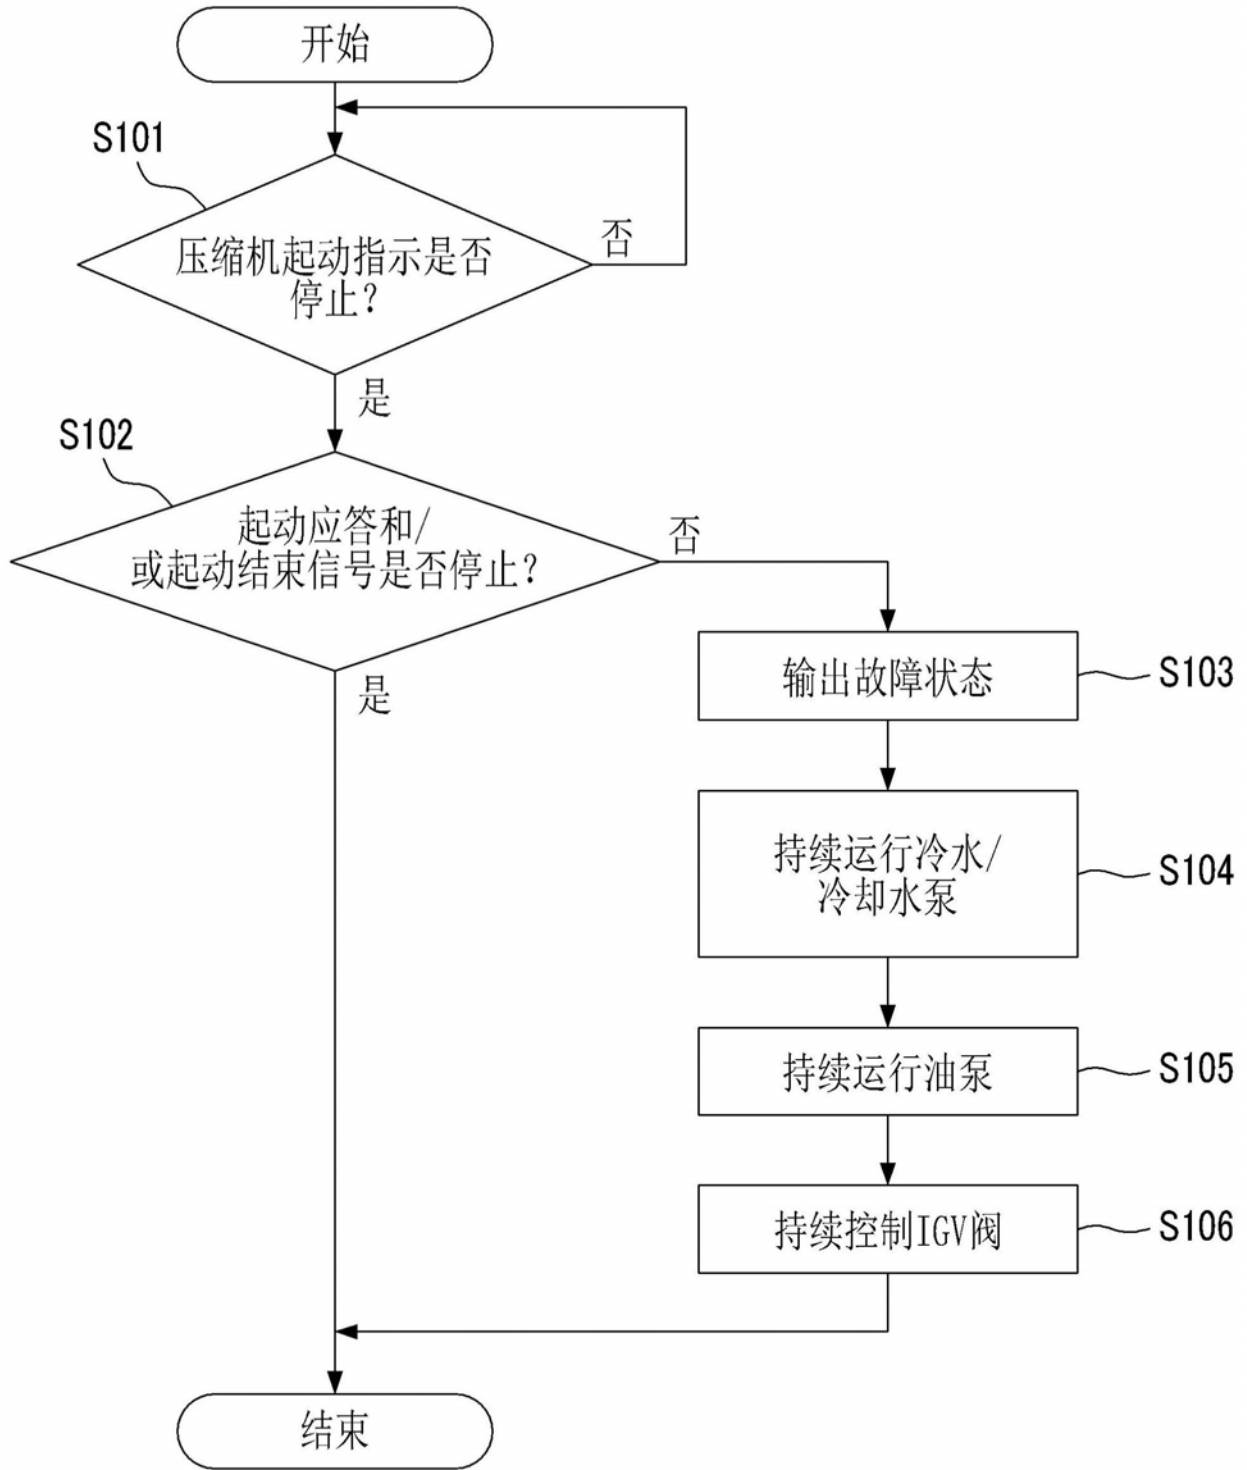 开始
S101
否
压缩机起动指示是否
停止?
是
S102
起动应答和/
或起动结束信号是否停止?
否
是
输出故障状态
S103
持续运行冷水/
冷却水泵
S104
持续运行油泵
S105
持续控制IGV阀
S106
结束